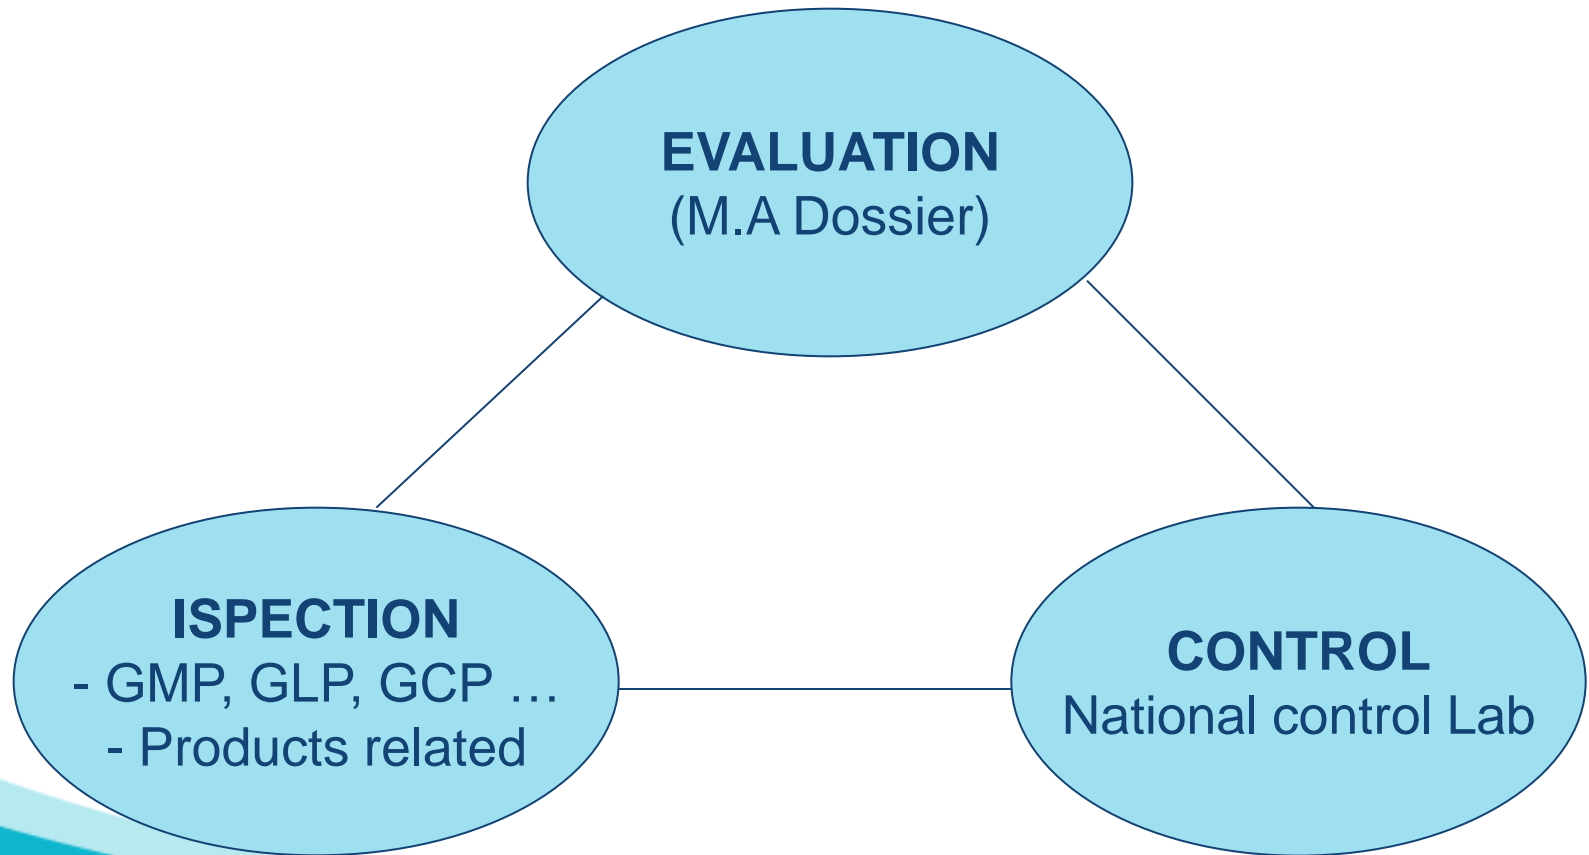 EVALUATION
(M.A Dossier)
ISPECTION
- GMP, GLP, GCP …
- Products related
CONTROL
National control Lab